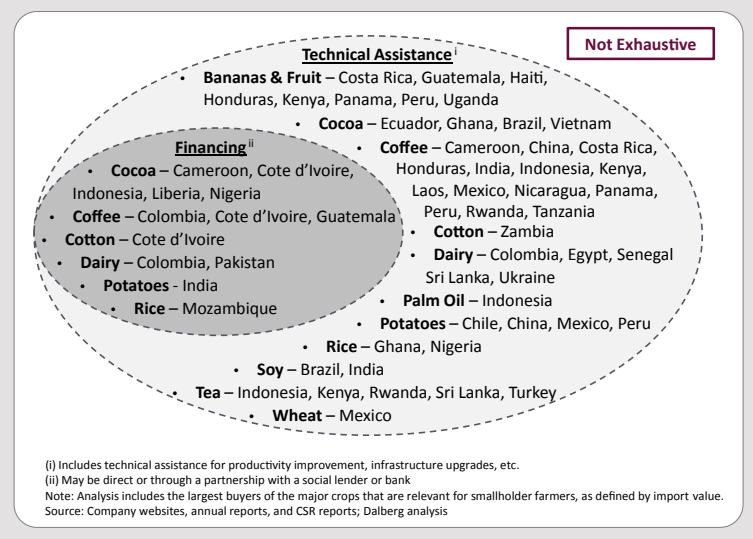 Not Exhaustive
Technical Assistance i
• Bananas & Fruit – Costa Rica, Guatemala, Haiti,
Honduras, Kenya, Panama, Peru, Uganda
• Cocoa – Ecuador, Ghana, Brazil, Vietnam
• Coffee – Cameroon, China, Costa Rica,
Honduras, India, Indonesia, Kenya,
Laos, Mexico, Nicaragua, Panama,
Peru, Rwanda, Tanzania
• Cotton – Zambia
• Dairy – Colombia, Egypt, Senegal
Sri Lanka, Ukraine
• Palm Oil – Indonesia
• Potatoes – Chile, China, Mexico, Peru
• Rice – Ghana, Nigeria
• Soy – Brazil, India
• Tea – Indonesia, Kenya, Rwanda, Sri Lanka, Turkey
• Wheat – Mexico
Financing ii
• Cocoa – Cameroon, Cote d'Ivoire,
Indonesia, Liberia, Nigeria
• Coffee – Colombia, Cote d'Ivoire, Guatemala
• Cotton – Cote d'Ivoire
• Dairy – Colombia, Pakistan
• Potatoes - India
• Rice – Mozambique
(i) Includes technical assistance for productivity improvement, infrastructure upgrades, etc.
(ii) May be direct or through a partnership with a social lender or bank
Note: Analysis includes the largest buyers of the major crops that are relevant for smallholder farmers, as defined by import value.
Source: Company websites, annual reports, and CSR reports; Dalberg analysis